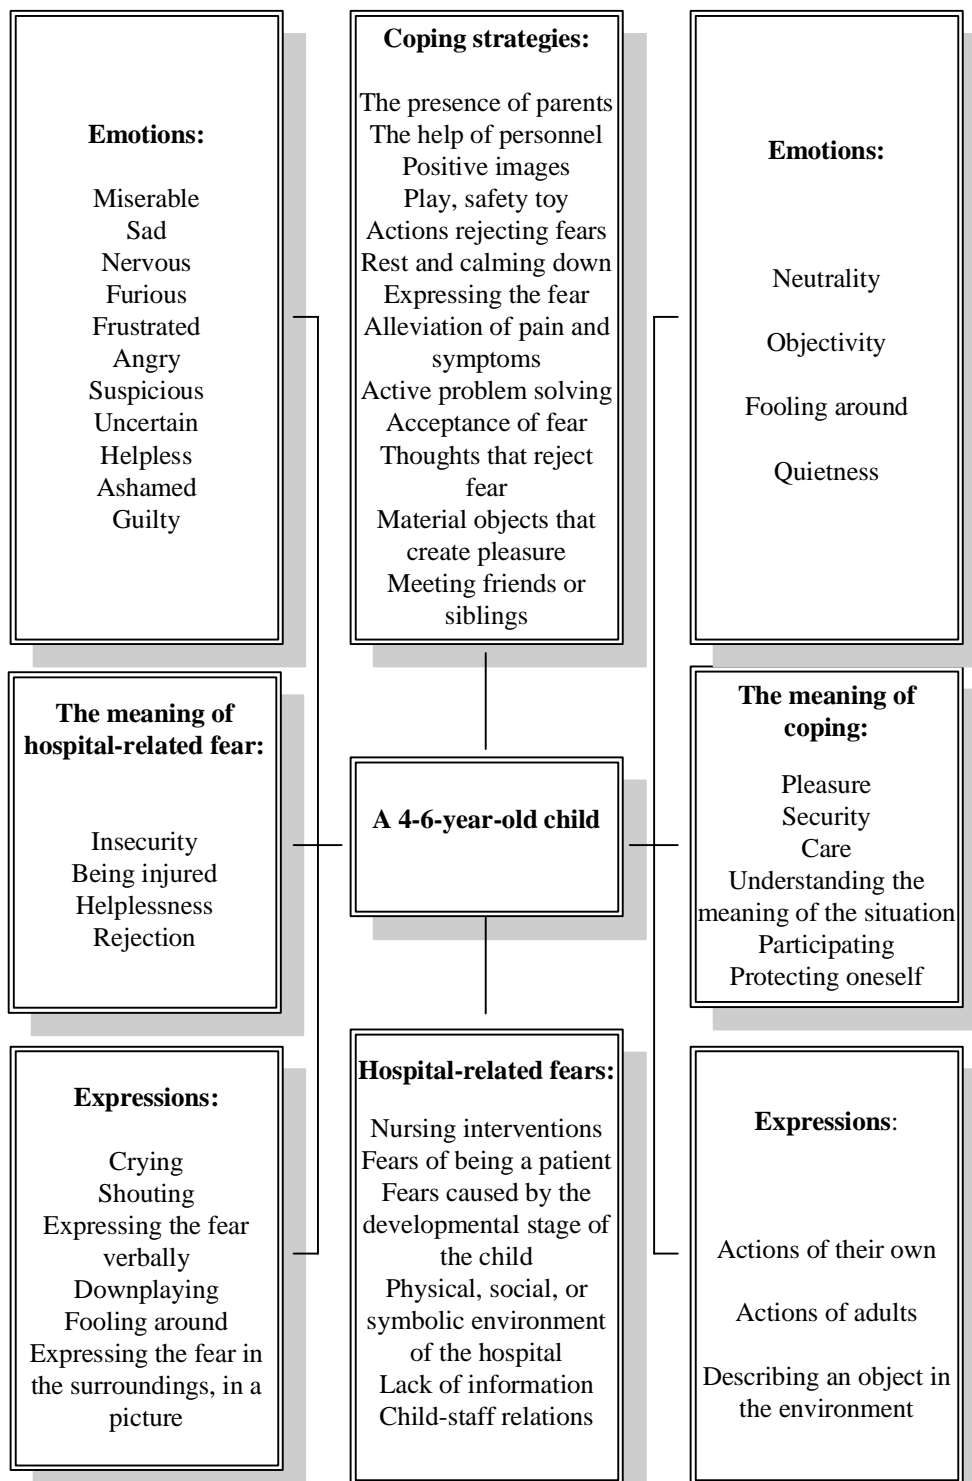 Emotions:
Miserable
Sad
Nervous
Furious
Frustrated
Angry
Suspicious
Uncertain
Helpless
Ashamed
Guilty
Coping strategies:
The presence of parents
The help of personnel
Positive images
Play, safety toy
Actions rejecting fears
Rest and calming down
Expressing the fear
Alleviation of pain and
symptoms
Active problem solving
Acceptance of fear
Thoughts that reject
fear
Material objects that
create pleasure
Meeting friends or
siblings
Emotions:
Neutrality
Objectivity
Fooling around
Quietness
The meaning of
hospital-related fear:
Insecurity
Being injured
Helplessness
Rejection
A 4-6-year-old child
The meaning of
coping:
Pleasure
Security
Care
Understanding the
meaning of the situation
Participating
Protecting oneself
Expressions:
Crying
Shouting
Expressing the fear
verbally
Downplaying
Fooling around
Expressing the fear in
the surroundings, in a
picture
Hospital-related fears:
Nursing interventions
Fears of being a patient
Fears caused by the
developmental stage of
the child
Physical, social, or
symbolic environment
of the hospital
Lack of information
Child-staff relations
Expressions:
Actions of their own
Actions of adults
Describing an object in
the environment